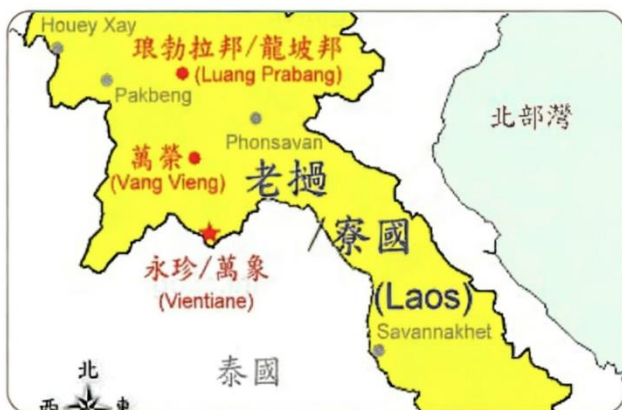 Houey Xay
琅勃拉邦/龍坡邦
(Luang Prabang)
Pakbeng
Phonsavan
北部灣
萬榮
(Vang Vieng)
老撾
/寮國
(Laos)
永珍/萬象
(Vientiane)
Savannakhet
泰國
北
西 東